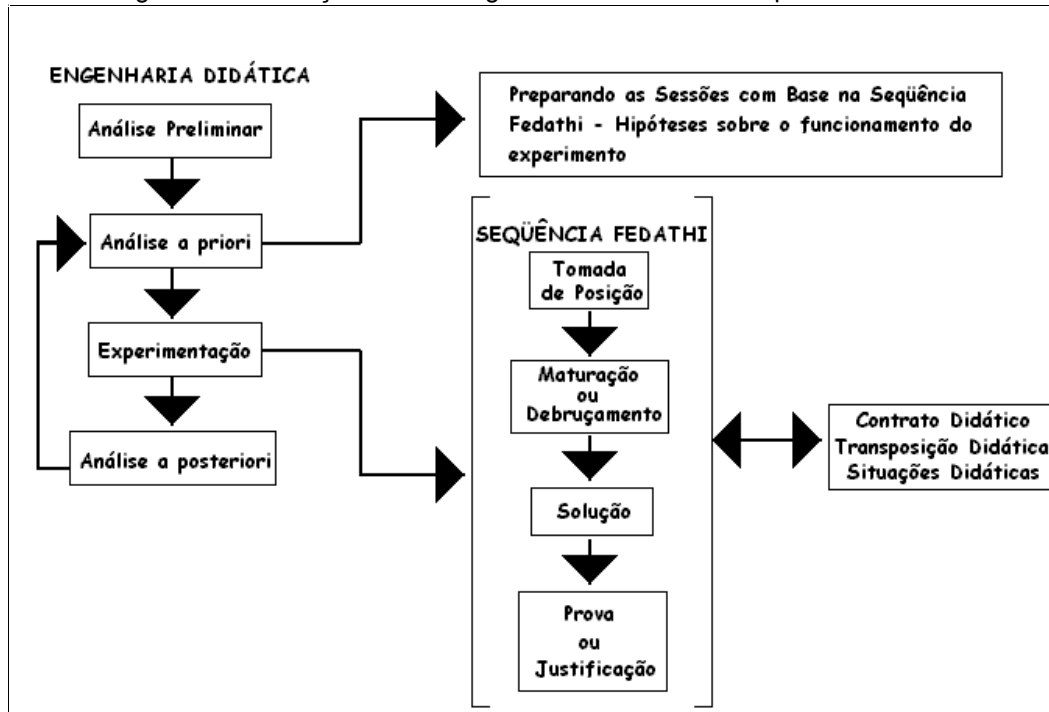 ENGENHARIA DIDÁTICA
Análise Preliminar
Análise a priori
Experimentação
Análise a posteriori
Preparando as Sessões com Base na Seqüência
Fedathi - Hipóteses sobre o funcionamento do
experimento
SEQÜÊNCIA FEDATHI
Tomada
de Posição
Maturação
ou
Debruçamento
Solução
Prova
ou
Justificação
Contrato Didático
Transposição Didática
Situações Didáticas